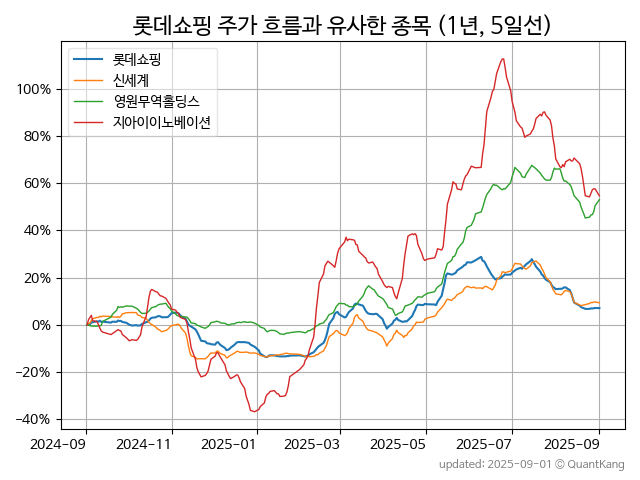 롯데쇼핑 주가 흐름과 유사한 종목 (1년, 5일선)
롯데쇼핑
신세계
영원무역홀딩스
지아이이노베이션
100%
80%
60%
40%
20%
0%
−20%
−40%
2024-09 2024-11 2025-01 2025-03 2025-05 2025-07 2025-09
updated: 2025-09-01 © QuantKang